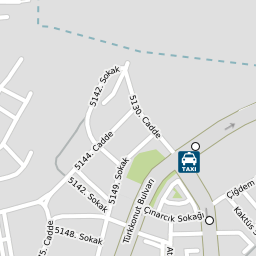 5142. Sokak
5130. Cadde
5144. Cadde
TAXI
5149. Sokak
5142. Sokak
Çiğdem
Türkkonut Bulvarı
Çınarcık Sokağı
Kaktüs
Cadde
5148. Sokak